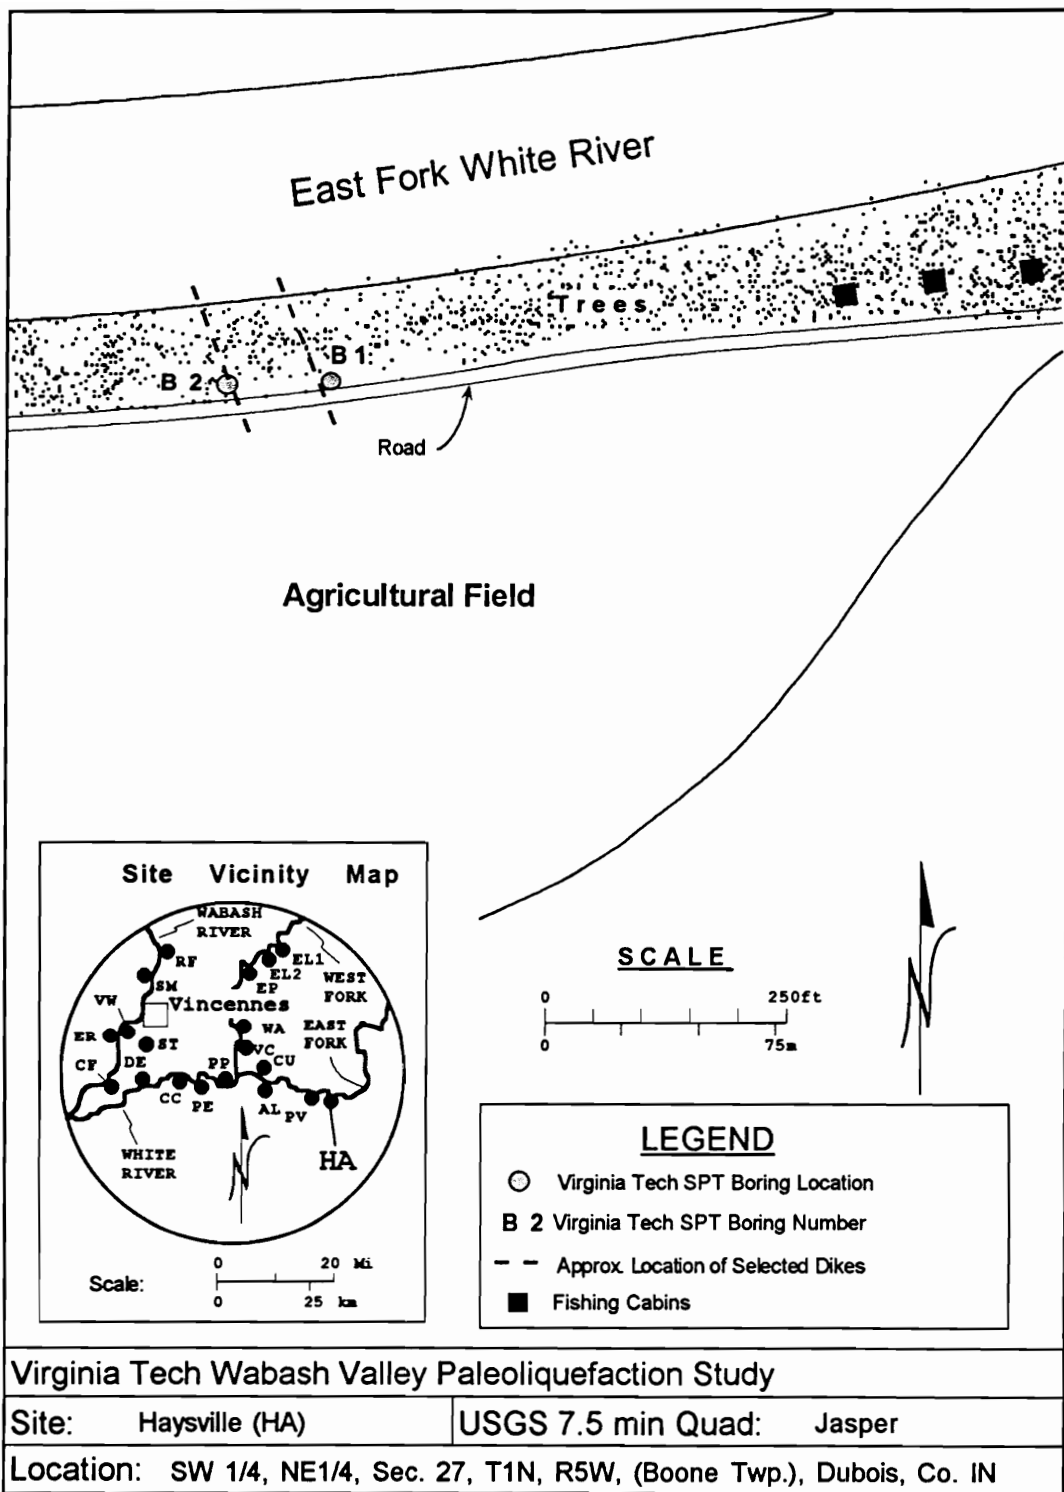 East Fork White River
Trees
B 1
B 2
Road
Agricultural Field
Site Vicinity Map
WABASH
RIVER
RF
EL1
EL2
EP
WEST
FORK
SM
VW
Vincennes
ER
ST
WA
EAST
FORK
VC
CU
CF
DE
PP
CC
PE
AL
PV
WHITE
RIVER
N
HA
Scale:
0 20 Mi
0 25 km
SCALE
0 250ft
0 75m
N
LEGEND
Virginia Tech SPT Boring Location
B 2 Virginia Tech SPT Boring Number
Approx. Location of Selected Dikes
Fishing Cabins
Virginia Tech Wabash Valley Paleoliquefaction Study
Site: Haysville (HA)
USGS 7.5 min Quad: Jasper
Location: SW 1/4, NE1/4, Sec. 27, T1N, R5W, (Boone Twp.), Dubois, Co. IN